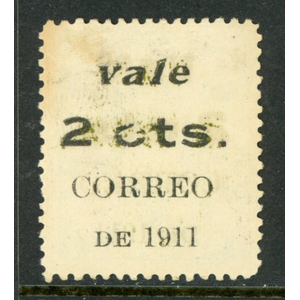 vale
2 cts.
CORREO
DE 1911